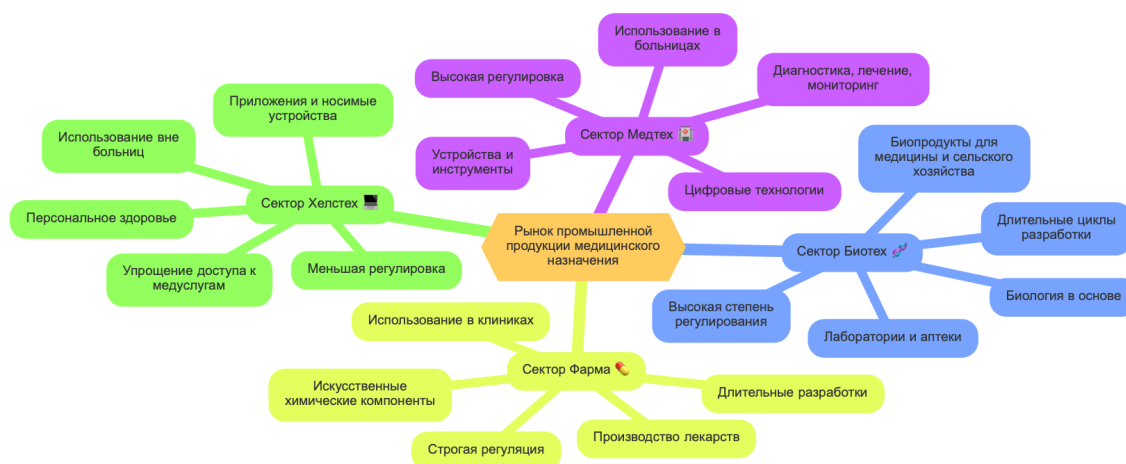 Рынок промышленной
продукции медицинского
назначения
Сектор Медтех 🏥
Использование в
больницах
Высокая регулировка
Диагностика, лечение,
мониторинг
Устройства и
инструменты
Цифровые технологии
Сектор Хелстех 💻
Приложения и носимые
устройства
Использование вне
больниц
Персональное здоровье
Упрощение доступа к
медуслугам
Меньшая регулировка
Сектор Биотех 🧬
Биопродукты для
медицины и сельского
хозяйства
Длительные циклы
разработки
Биология в основе
Высокая степень
регулирования
Лаборатории и аптеки
Сектор Фарма 💊
Использование в клиниках
Искусственные
химические компоненты
Длительные разработки
Строгая регуляция
Производство лекарств